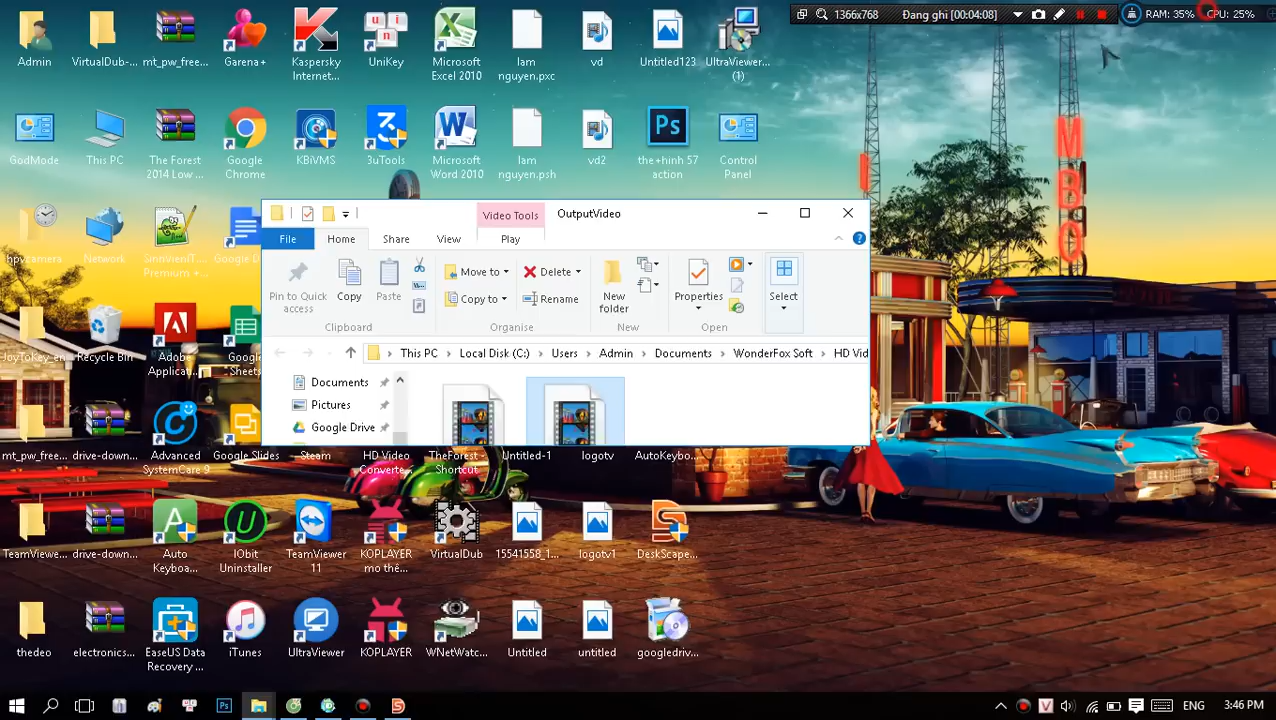 1366x768 Đang ghi [00:04:08] RAM: 35% CPU: 25%
Admin VirtualDub-... mt_pw_free... Garena+ Kaspersky Internet... UniKey Microsoft Excel 2010 lam nguyen.pxc vd Untitled123 UltraViewer... (1)
GodMode This PC The Forest 2014 Low ... Google Chrome KBiVMS 3uTools Microsoft Word 2010 lam nguyen.psh vd2 the+hinh 57 action Control Panel
Video Tools OutputVideo
File Home Share View Play
Pin to Quick access Copy Paste Move to Copy to Delete Rename New folder Properties Select
Clipboard Organise New Open
This PC Local Disk (C:) Users Admin Documents WonderFox Soft HD Vid
Documents
Pictures
Google Drive
hpvzamera Network Premium +... Google D
JoyToKey_en Recycle Bin Adobe Applicat... Google Sheets
mt_pw_free... drive-down... Advanced SystemCare 9 Google Slides Steam HD Video Converte... TheForest - Shortcut Untitled-1 logotv AutoKeybo...
TeamViewe... drive-down... Auto Keyboa... IObit Uninstaller TeamViewer 11 KOPLAYER mo thê... VirtualDub 15541558_1... logotv1 DeskScape...
thedeo electronics... EaseUS Data Recovery ... iTunes UltraViewer KOPLAYER WNetWatc... Untitled untitled googledriv...
MBO
ENG 3:46 PM